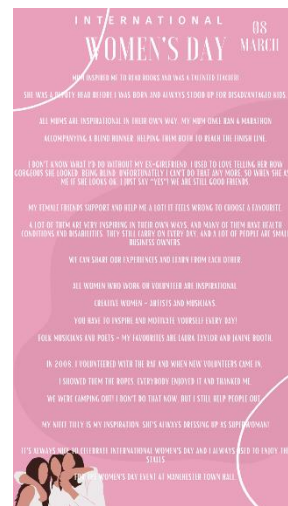 INTERNATIONAL
WOMEN'S DAY
08
MARCH
MUM INSPIRED ME TO READ BOOKS AND WAS A TALENTED TEACHER!
SHE WAS A DEPUTY HEAD BEFORE I WAS BORN AND ALWAYS STOOD UP FOR DISADVANTAGED KIDS.
ALL MUMS ARE INSPIRATIONAL IN THEIR OWN WAY. MY MUM ONCE RAN A MARATHON
ACCOMPANYING A BLIND RUNNER, HELPING THEM BOTH TO REACH THE FINISH LINE.
I DON'T KNOW WHAT I'D DO WITHOUT MY EX-GIRLFRIEND. I USED TO LOVE TELLING HER HOW
GORGEOUS SHE LOOKED. BEING BLIND, UNFORTUNATELY I CAN'T DO THAT ANY MORE, SO WHEN SHE AS
ME IF SHE LOOKS OK, I JUST SAY "YES"! WE ARE STILL GOOD FRIENDS.
MY FEMALE FRIENDS SUPPORT AND HELP ME A LOT! IT FEELS WRONG TO CHOOSE A FAVOURITE.
A LOT OF THEM ARE VERY INSPIRING IN THEIR OWN WAYS, AND MANY OF THEM HAVE HEALTH
CONDITIONS AND DISABILITIES. THEY STILL CARRY ON EVERY DAY. AND A LOT OF PEOPLE ARE SMAL
BUSINESS OWNERS.
WE CAN SHARE OUR EXPERIENCES AND LEARN FROM EACH OTHER.
ALL WOMEN WHO WORK OR VOLUNTEER ARE INSPIRATIONAL.
CREATIVE WOMEN - ARTISTS AND MUSICIANS.
YOU HAVE TO INSPIRE AND MOTIVATE YOURSELF EVERY DAY!
FOLK MUSICIANS AND POETS - MY FAVOURITES ARE LAURA TAYLOR AND JANINE BOOTH.
IN 2009, I VOLUNTEERED WITH THE RAF AND WHEN NEW VOLUNTEERS CAME IN,
I SHOWED THEM THE ROPES. EVERYBODY ENJOYED IT AND THANKED ME.
WE WERE CAMPING OUT! I DON'T DO THAT NOW, BUT I STILL HELP PEOPLE OUT.
MY NIECE TILLY IS MY INSPIRATION. SHE'S ALWAYS DRESSING UP AS SUPERWOMAN!
IT'S ALWAYS NICE TO CELEBRATE INTERNATIONAL WOMEN'S DAY AND I ALWAYS USED TO ENJOY THE
STALLS
WOMEN'S DAY EVENT AT MANCHESTER TOWN HALL.